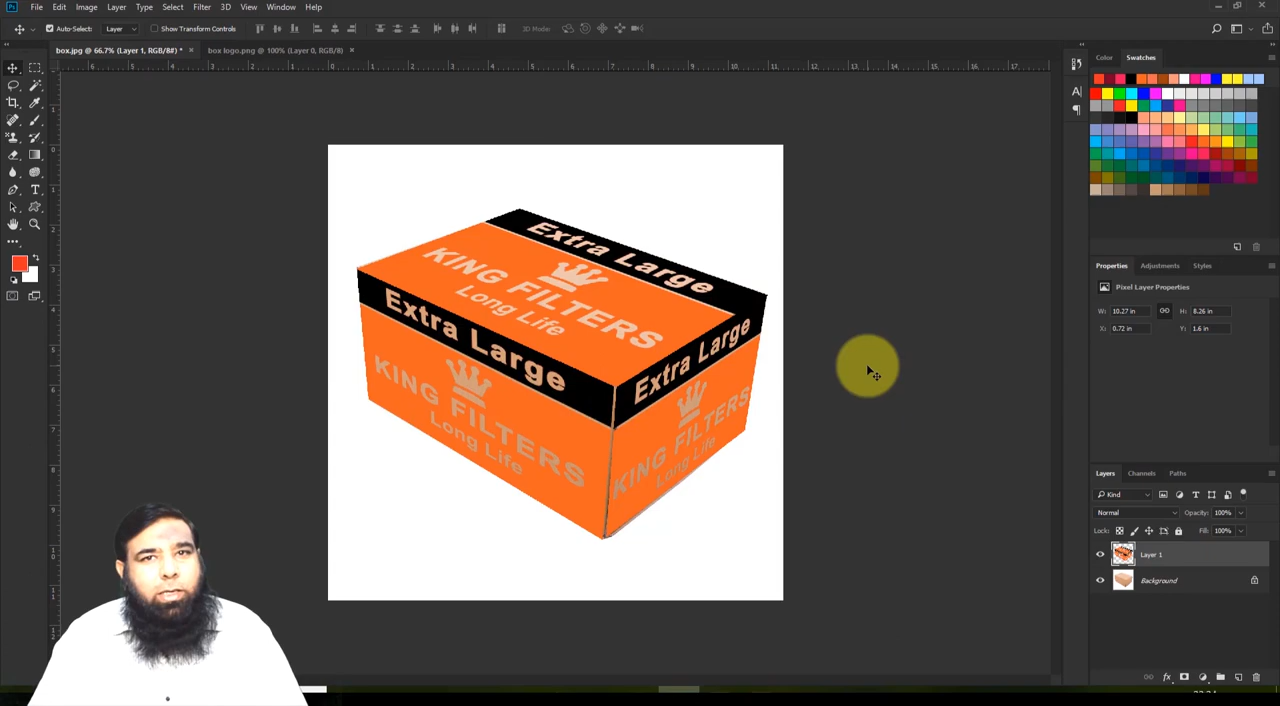 Ps File Edit Image Layer Type Select Filter 3D View Window Help
Auto-Select: Layer Show Transform Controls 3D Mode:
box.jpg @ 66.7% (Layer 1, RGB/8#) * × box logo.png @ 100% (Layer 0, RGB/8#) ×
Color Swatches
Extra Large
KING FILTERS
Long Life
Extra Large
KING FILTERS
Long Life
Extra Large
KING FILTERS
Long Life
Properties Adjustments Styles
Pixel Layer Properties
W: 10.27 in H: 8.26 in
X: 0.72 in Y: 1.6 in
Layers Channels Paths
Kind
Normal Opacity: 100%
Lock: Fill: 100%
Layer 1
Background